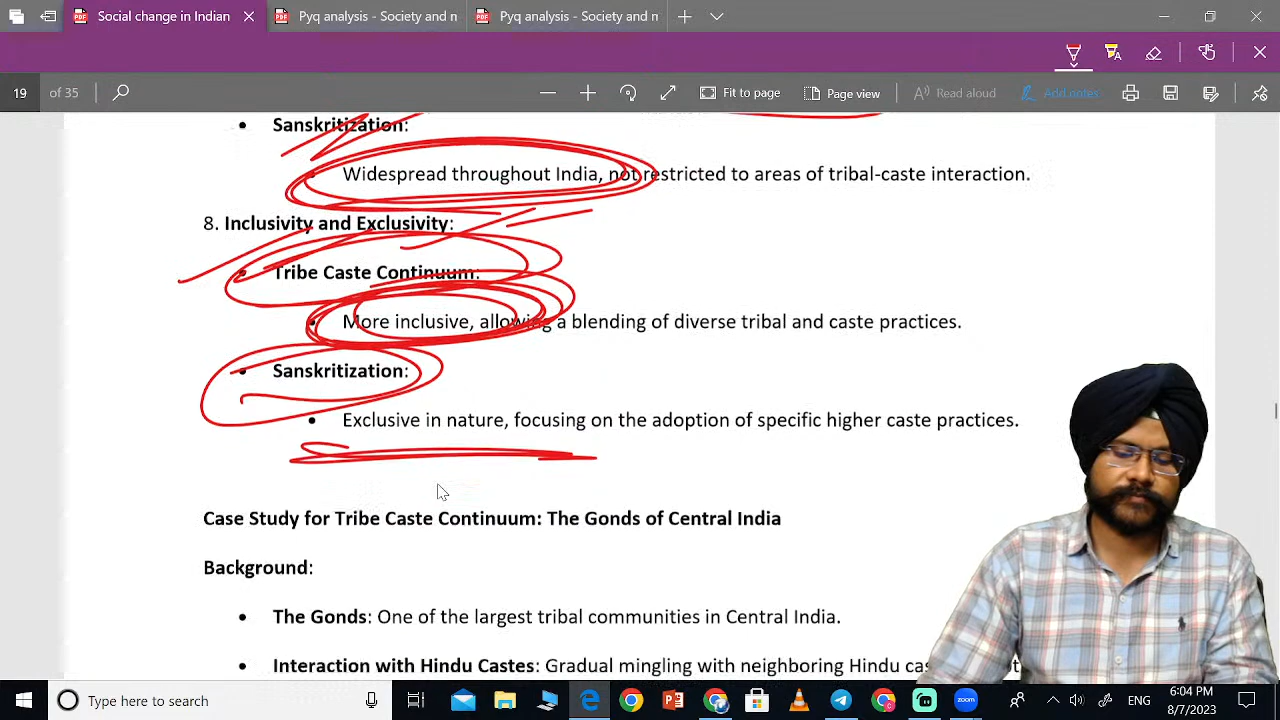 Social change in Indian
Pyq analysis - Society and n
Pyq analysis - Society and n
19 of 35
Fit to page
Page view
Read aloud
Add notes
Sanskritization:
Widespread throughout India, not restricted to areas of tribal-caste interaction.
8. Inclusivity and Exclusivity:
Tribe Caste Continuum:
More inclusive, allowing a blending of diverse tribal and caste practices.
Sanskritization:
Exclusive in nature, focusing on the adoption of specific higher caste practices.
Case Study for Tribe Caste Continuum: The Gonds of Central India
Background:
The Gonds: One of the largest tribal communities in Central India.
Interaction with Hindu Castes: Gradual mingling with neighboring Hindu
Type here to search
zoom
ENG
6:04 PM
8/7/2023